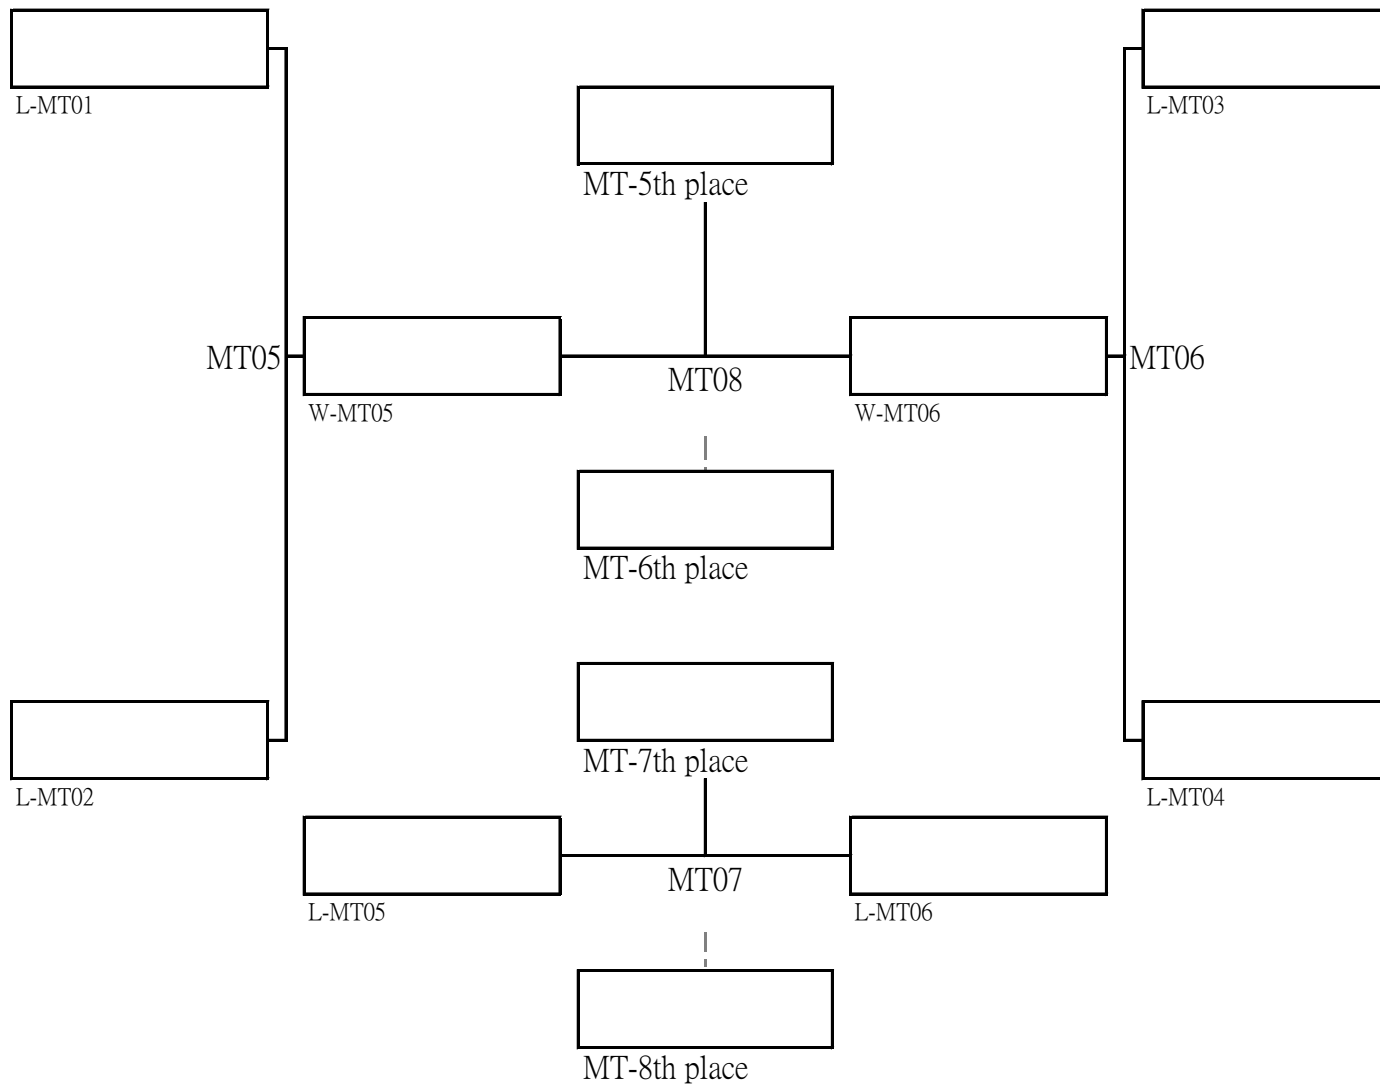 L-MT01
L-MT03
MT-5th place
MT05
MT08
MT06
W-MT05
W-MT06
MT-6th place
MT-7th place
L-MT02
L-MT04
MT07
L-MT05
L-MT06
MT-8th place